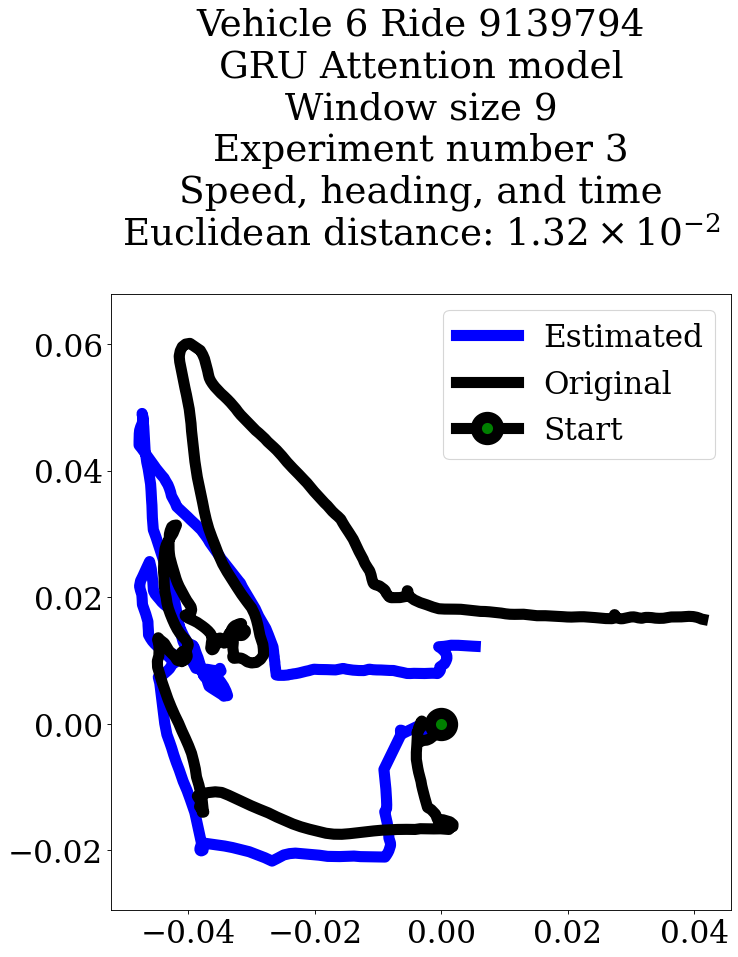 Vehicle 6 Ride 9139794
GRU Attention model
Window size 9
Experiment number 3
Speed, heading, and time
Euclidean distance: 1.32 × 10⁻²
Estimated
Original
Start
0.06
0.04
0.02
0.00
−0.02
−0.04 −0.02 0.00 0.02 0.04